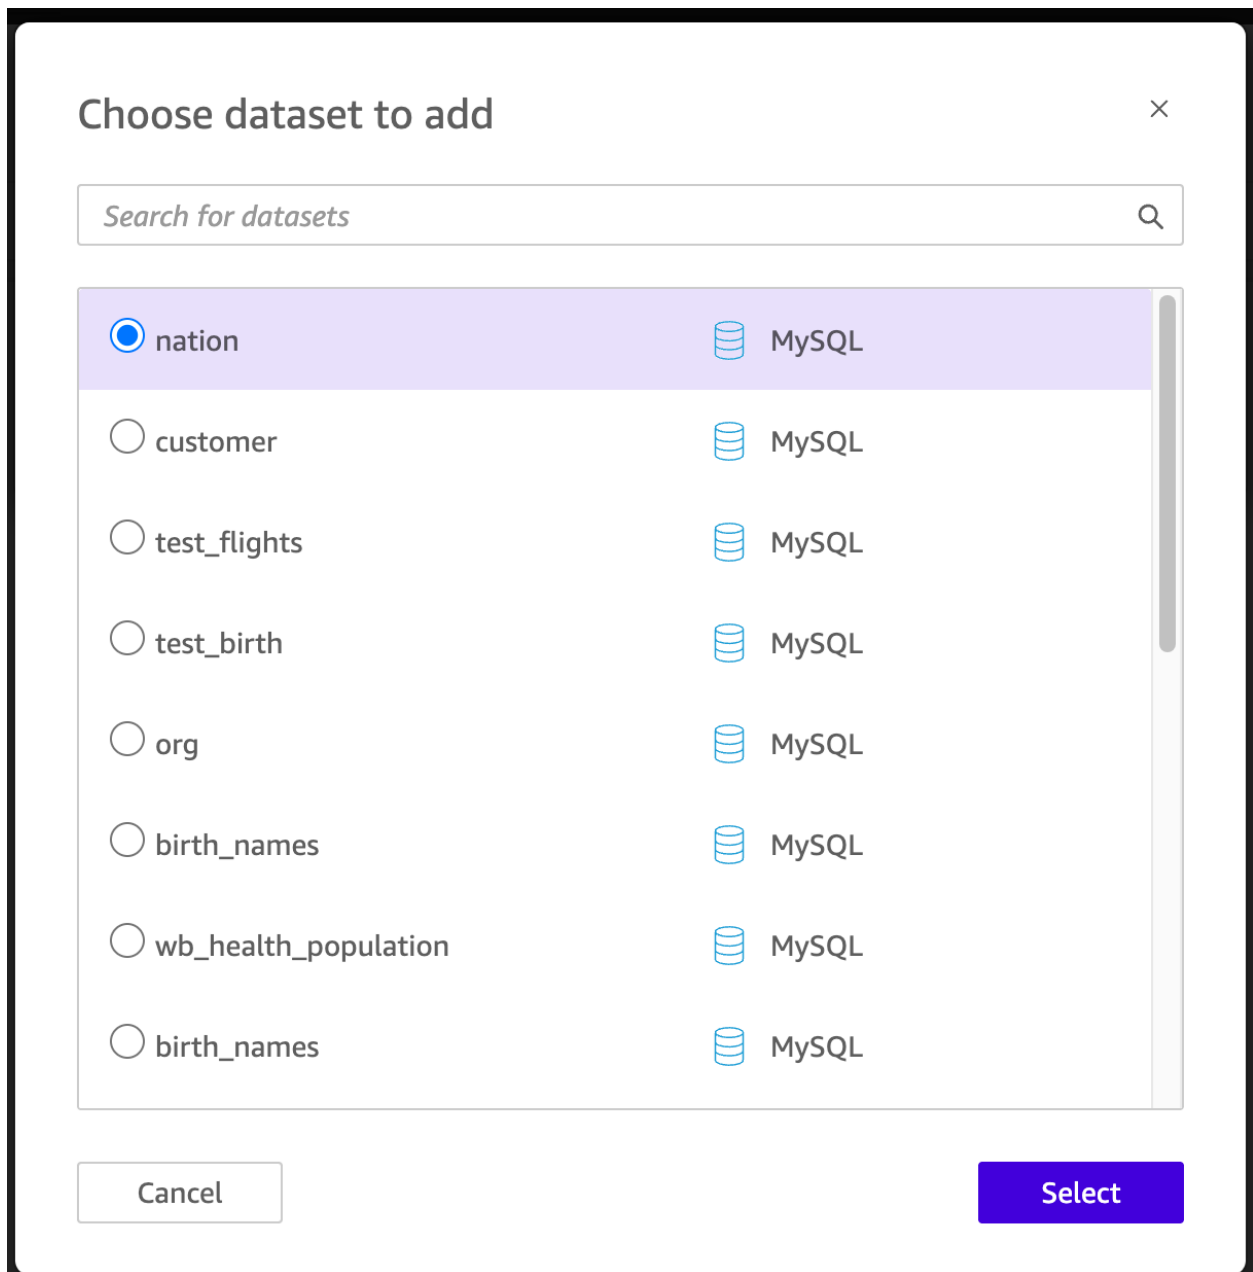 Choose dataset to add
Search for datasets
nation MySQL
customer MySQL
test_flights MySQL
test_birth MySQL
org MySQL
birth_names MySQL
wb_health_population MySQL
birth_names MySQL
Cancel Select